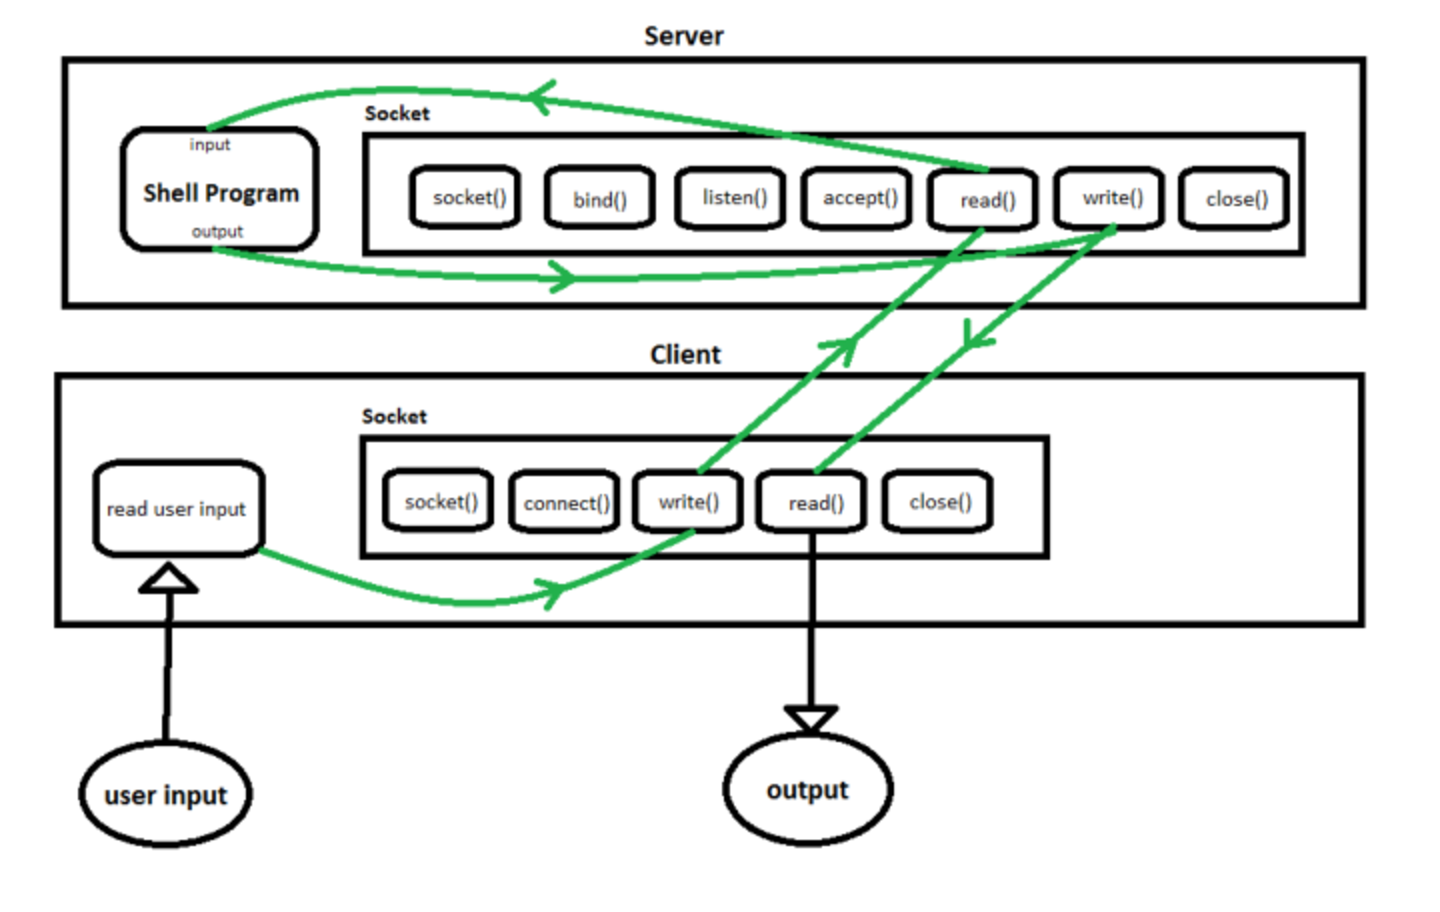 Server
Socket
input
Shell Program
output
socket()
bind()
listen()
accept()
read()
write()
close()
Client
Socket
read user input
socket()
connect()
write()
read()
close()
user input
output